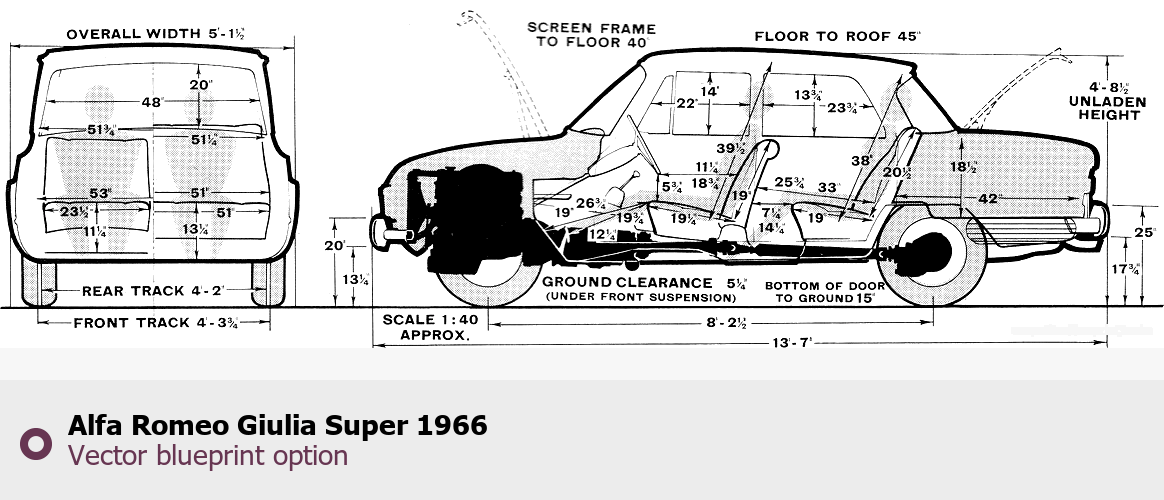 OVERALL WIDTH 5'-1½"
20"
48"
51¾"
51¼"
53"
51"
23½"
51"
11¼"
13¼"
REAR TRACK 4'-2"
FRONT TRACK 4'-3¾"
SCREEN FRAME
TO FLOOR 40"
FLOOR TO ROOF 45"
14"
22"
13¾"
23¾"
4'-8½"
UNLADEN
HEIGHT
39½"
38"
20½"
18½"
11¼"
5¾"
18¾"
19"
25¾"
33"
42"
26¾"
19"
19¾"
19¼"
7¼"
14¼"
19"
12¼"
20"
13¼"
25"
17¾"
GROUND CLEARANCE 5¼"
(UNDER FRONT SUSPENSION)
BOTTOM OF DOOR
TO GROUND 15"
SCALE 1:40
APPROX.
8'-2½"
13'-7"
Alfa Romeo Giulia Super 1966
Vector blueprint option